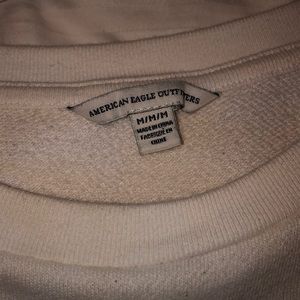 AMERICAN EAGLE OUTFITTERS
M/M/M
MADE IN CHINA
FABRIQUÉ EN
CHINE